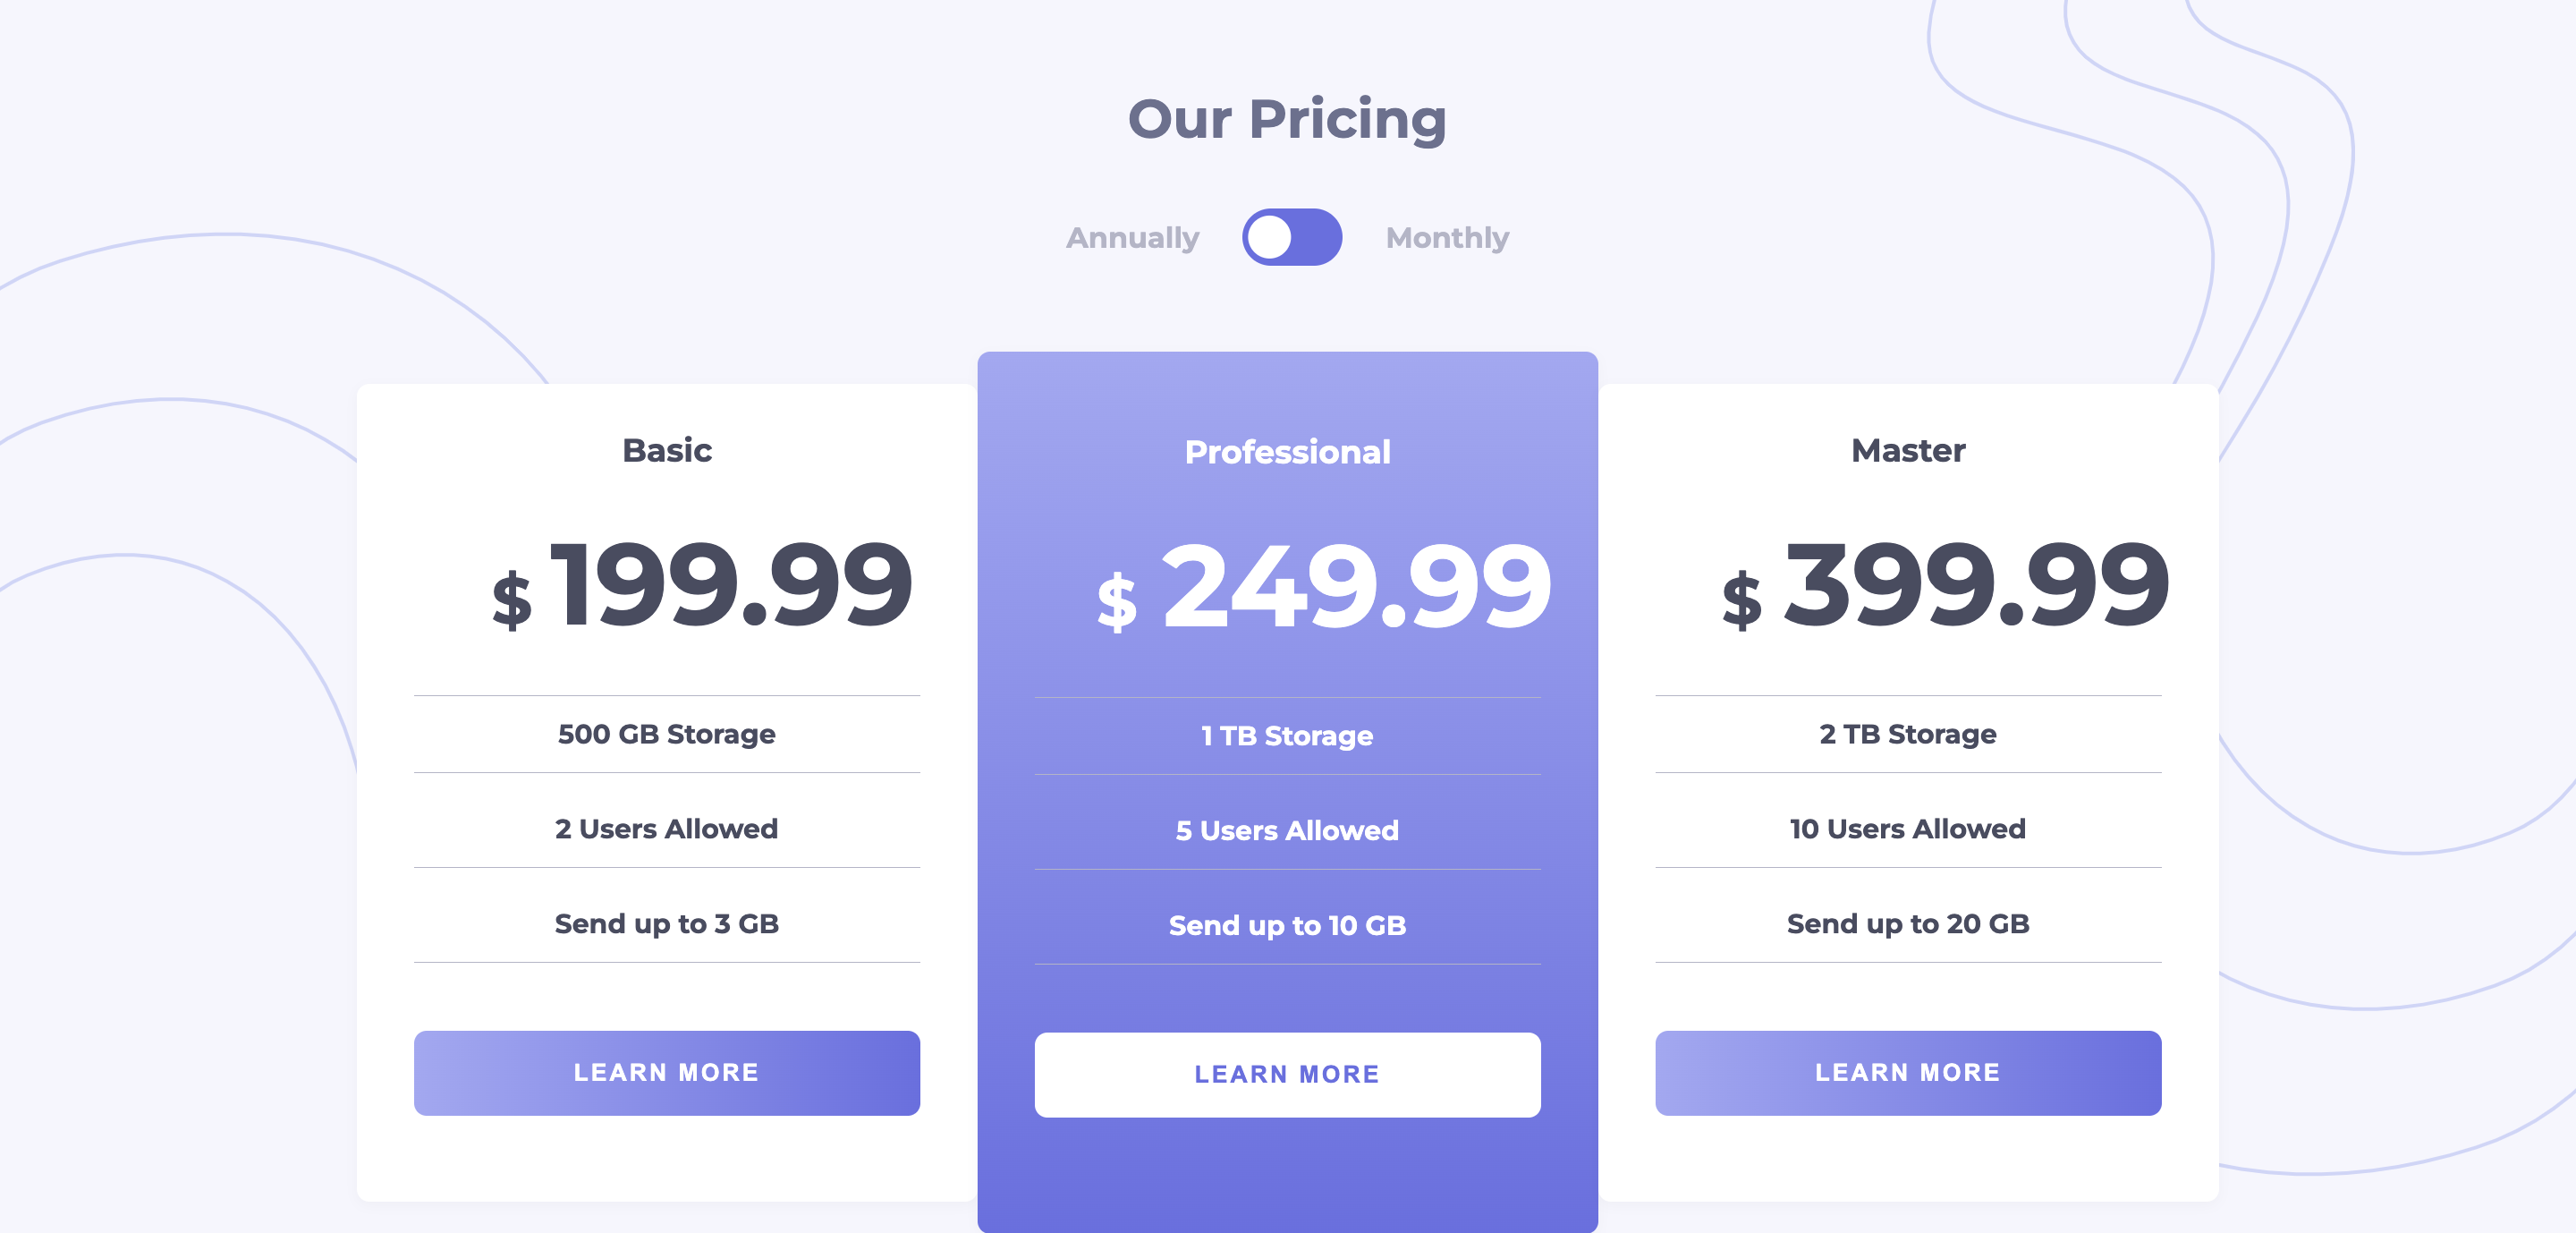 Our Pricing
Annually Monthly
Basic
$ 199.99
500 GB Storage
2 Users Allowed
Send up to 3 GB
LEARN MORE
Professional
$ 249.99
1 TB Storage
5 Users Allowed
Send up to 10 GB
LEARN MORE
Master
$ 399.99
2 TB Storage
10 Users Allowed
Send up to 20 GB
LEARN MORE